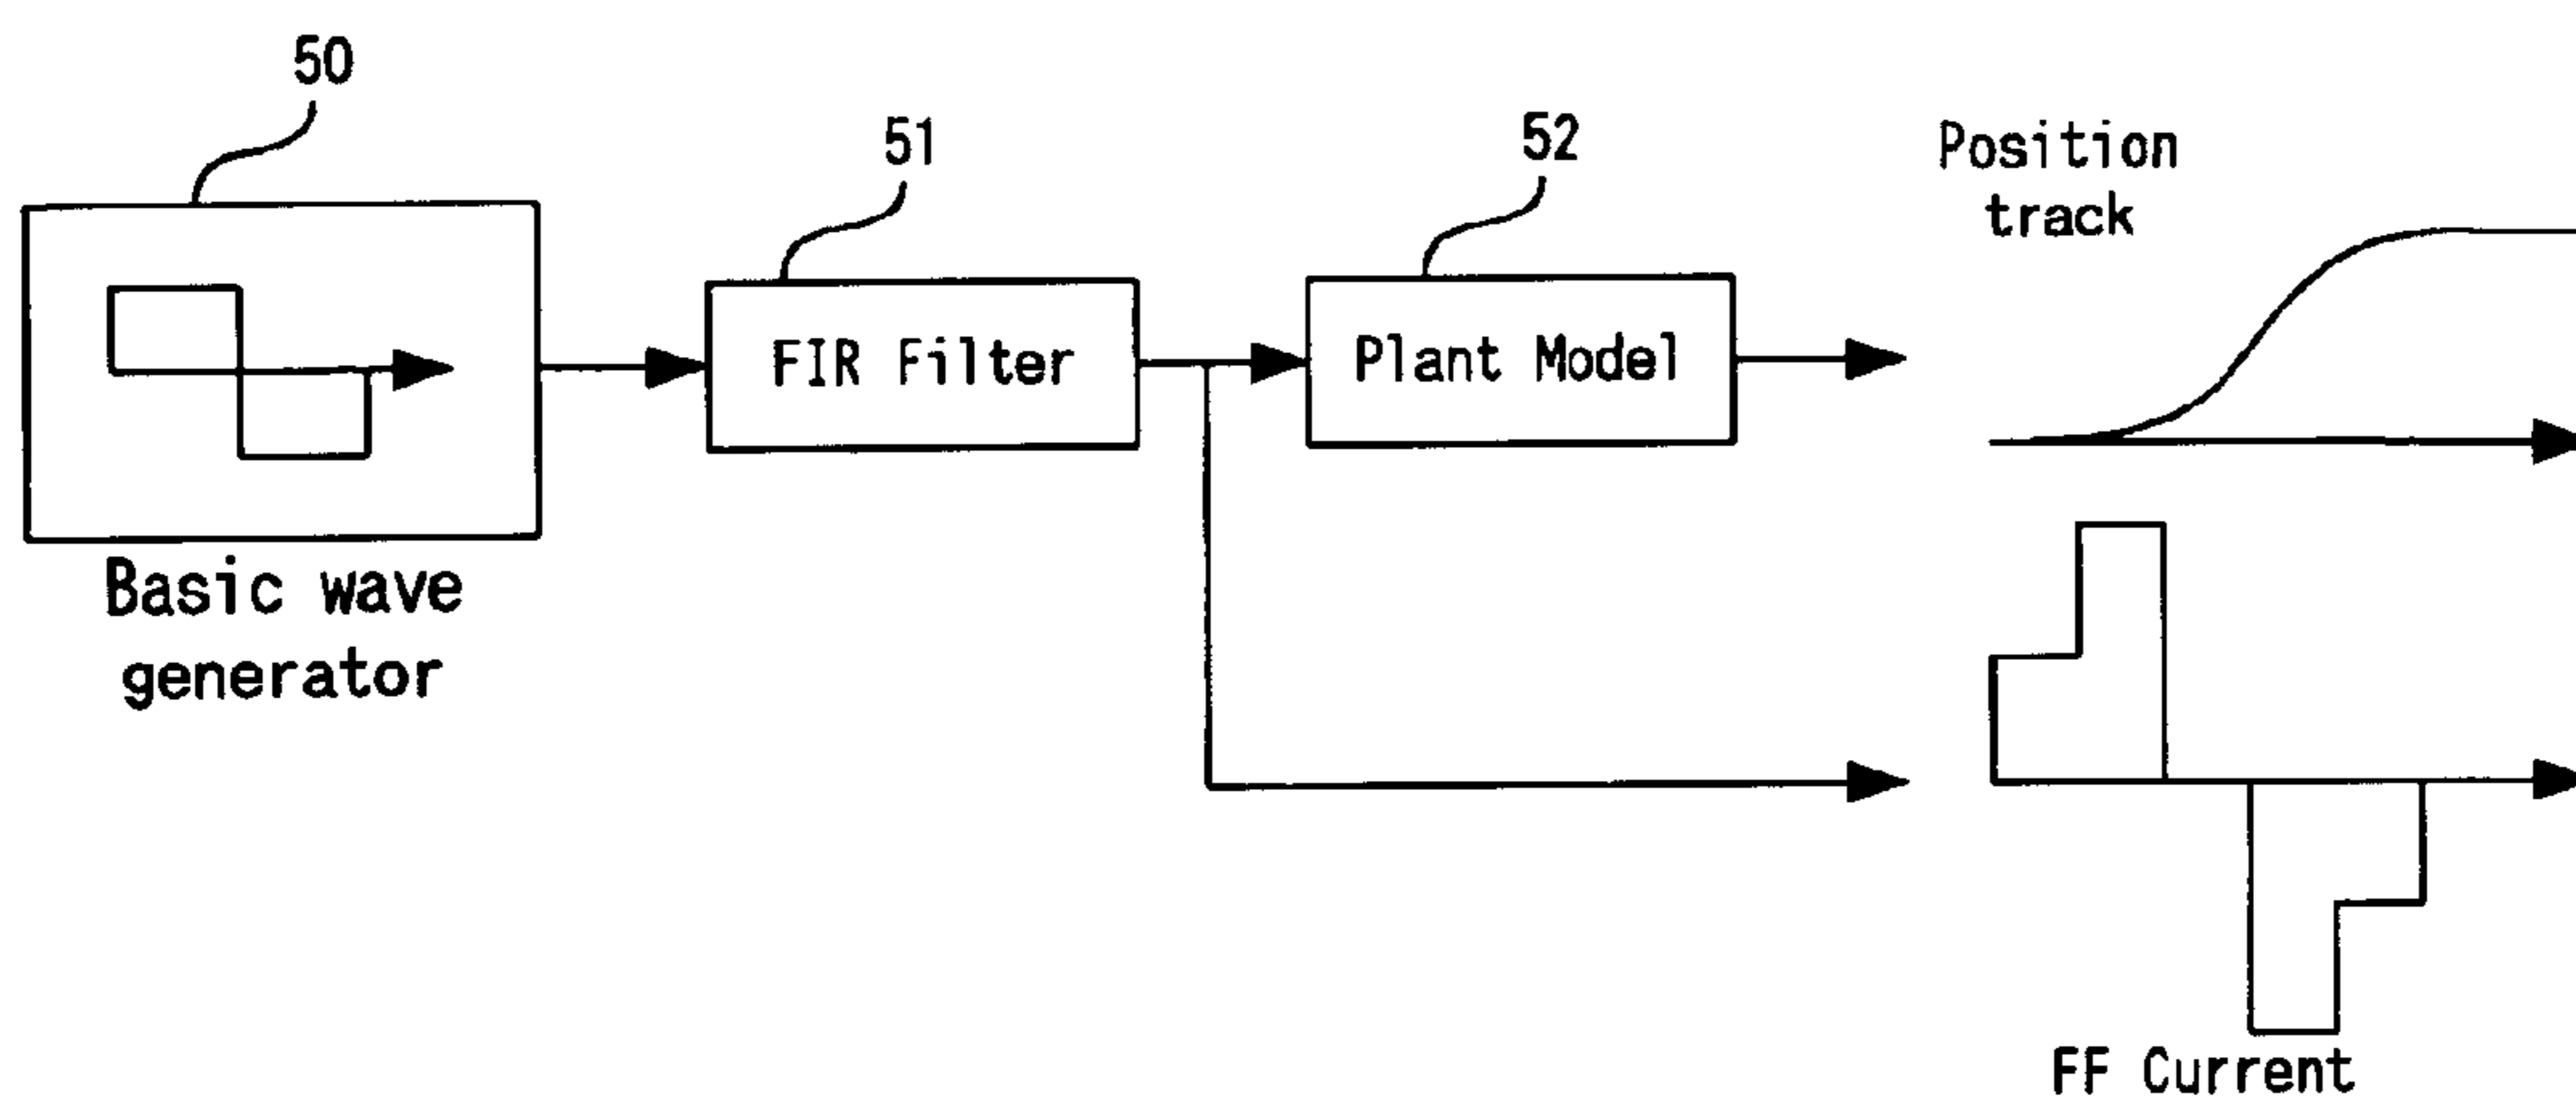 50
51
52
Position
track
FIR Filter
Plant Model
Basic wave
generator
FF Current